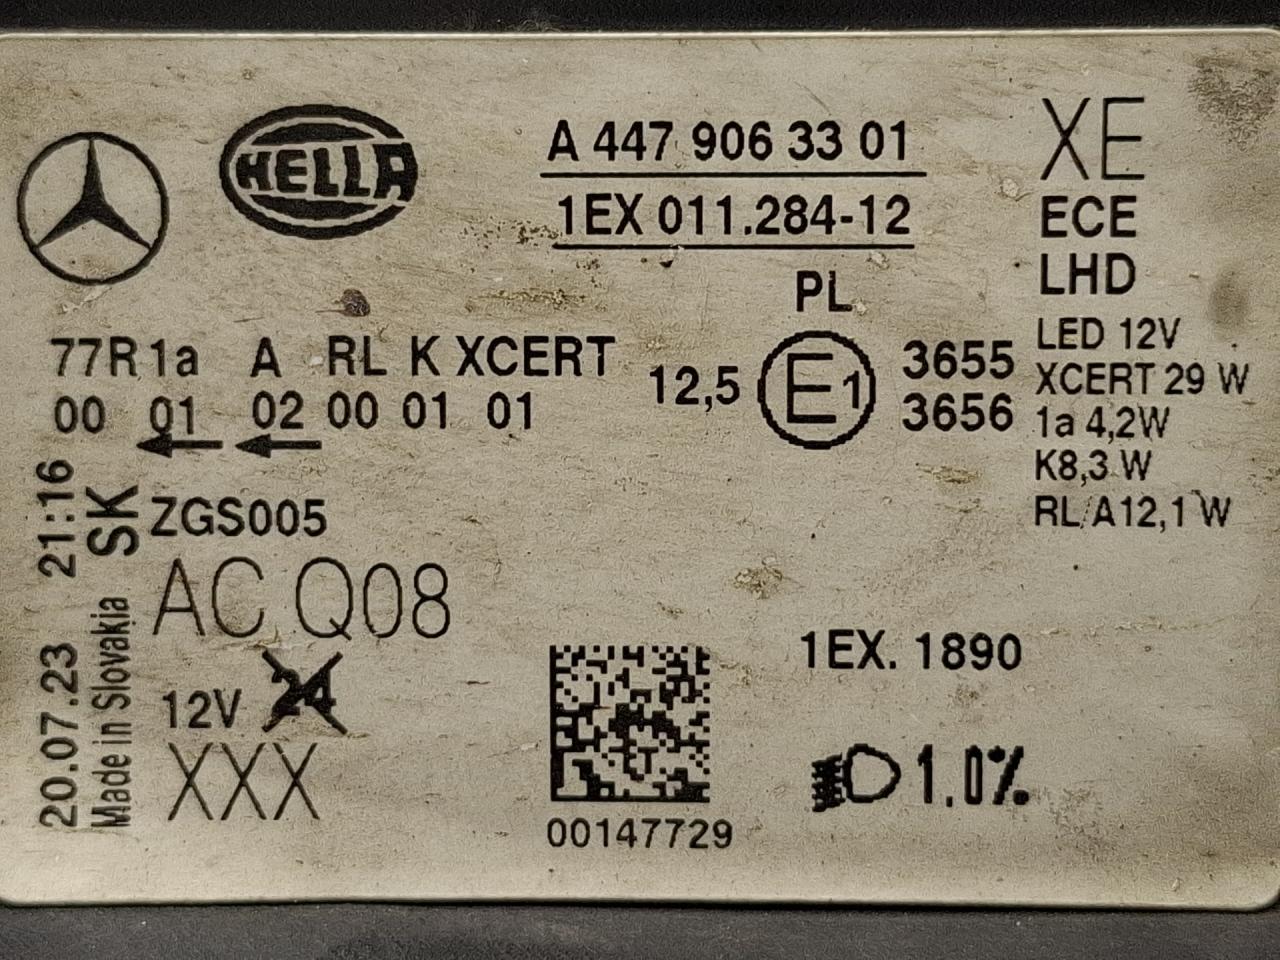 HELLA
A 447 906 33 01
1EX 011.284-12
XE
ECE
LHD
PL
77R 1a A RL K XCERT
00 01 02 00 01 01
12,5 E1 3655
3656
LED 12V
XCERT 29 W
1a 4,2W
K8,3 W
RL/A12,1 W
20.07.23 21:16
Made in Slovakia SK
ZGS005
AC Q08
12V 24
XXX
00147729
1EX. 1890
1.0%